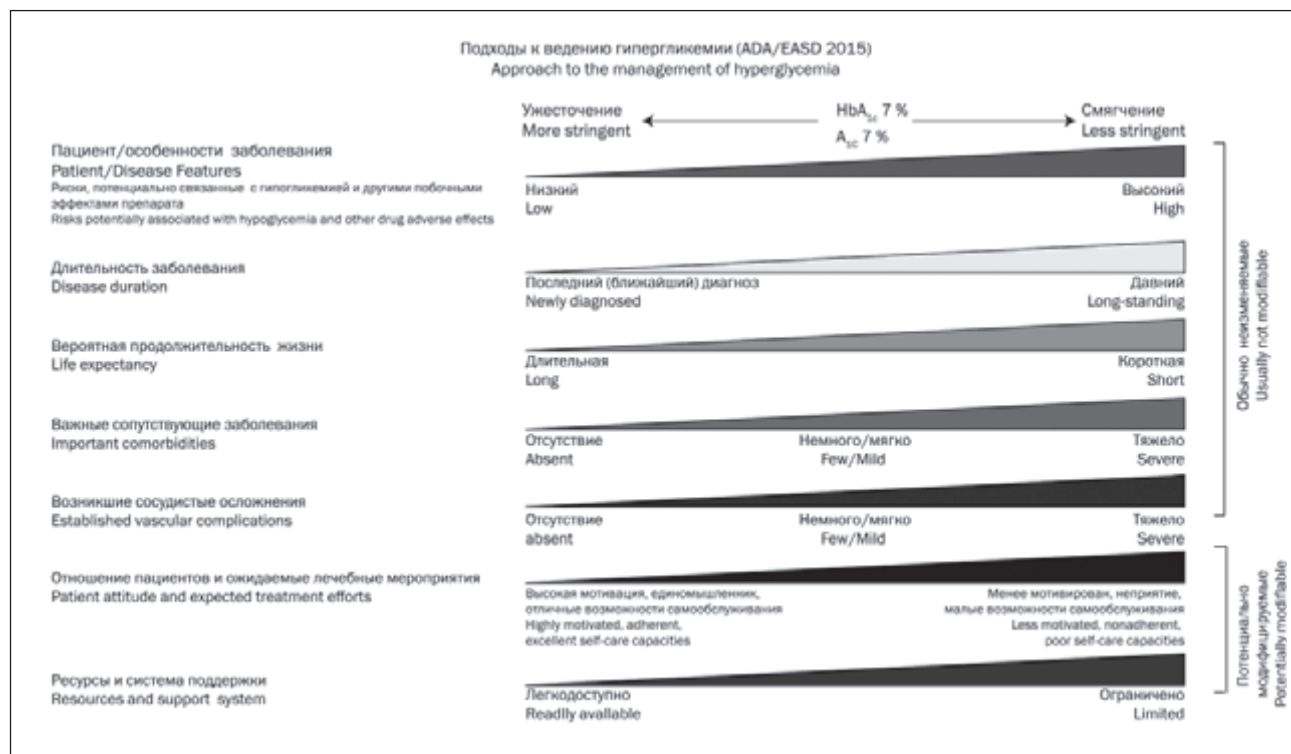 Подходы к ведению гипергликемии (ADA/EASD 2015)
Approach to the management of hyperglycemia
Ужесточение
More stringent
HbA1c 7 %
A1C 7 %
Смягчение
Less stringent
Пациент/особенности заболевания
Patient/Disease Features
Риски, потенциально связанные с гипогликемией и другими побочными
эффектами препарата
Risks potentially associated with hypoglycemia and other drug adverse effects
Низкий
Low
Высокий
High
Длительность заболевания
Disease duration
Последний (ближайший) диагноз
Newly diagnosed
Давний
Long-standing
Вероятная продолжительность жизни
Life expectancy
Длительная
Long
Короткая
Short
Важные сопутствующие заболевания
Important comorbidities
Отсутствие
Absent
Немного/мягко
Few/Mild
Тяжело
Severe
Возникшие сосудистые осложнения
Established vascular complications
Отсутствие
absent
Немного/мягко
Few/Mild
Тяжело
Severe
Обычно неизменяемые
Usually not modifiable
Отношение пациентов и ожидаемые лечебные мероприятия
Patient attitude and expected treatment efforts
Высокая мотивация, единомышленник,
отличные возможности самообслуживания
Highly motivated, adherent,
excellent self-care capacities
Менее мотивирован, неприятие,
малые возможности самообслуживания
Less motivated, nonadherent,
poor self-care capacities
Ресурсы и система поддержки
Resources and support system
Легкодоступно
Readlly available
Ограничено
Limited
Потенциально
модифицируемые
Potentially modifiable